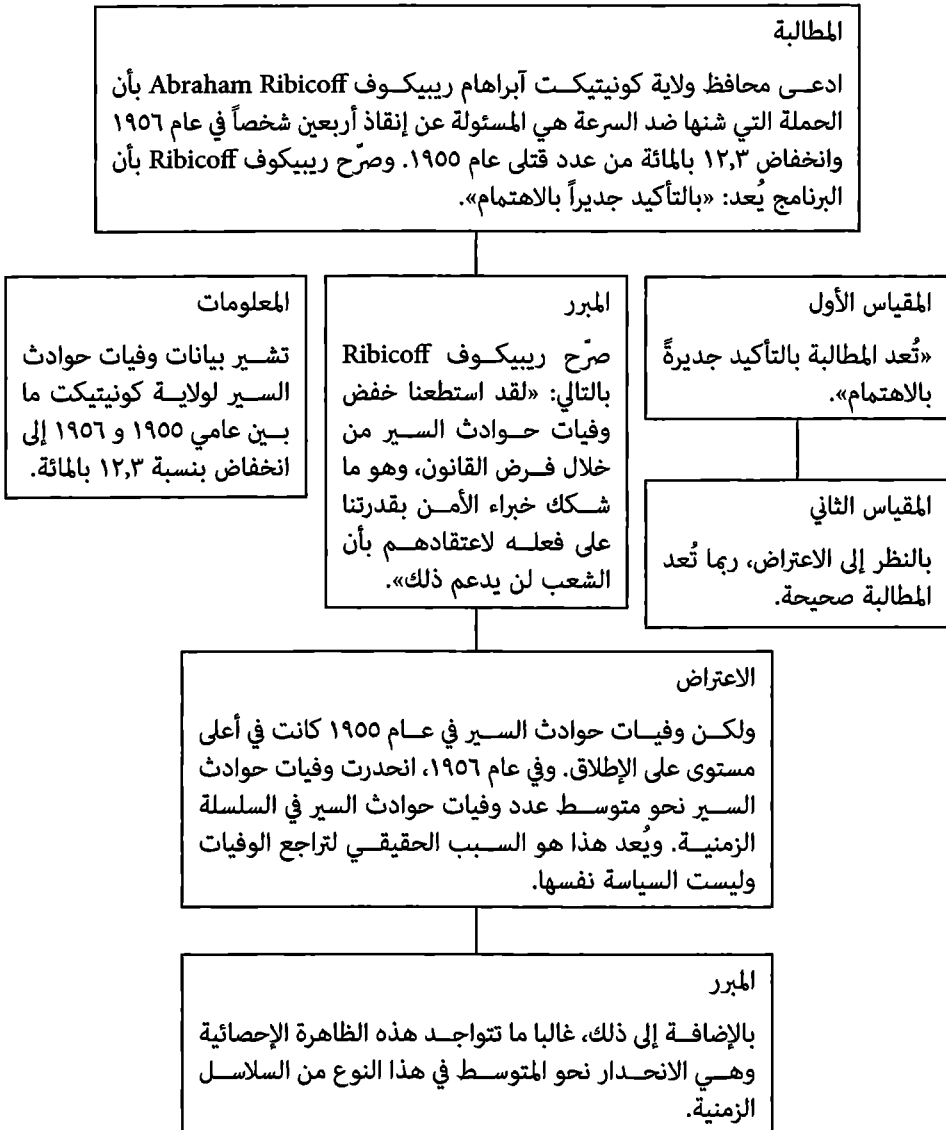 المطالبة
ادعى محافظ ولاية كونيتيكت آبراهام ريبيكوف Abraham Ribicoff بأن
الحملة التي شنها ضد السرعة هي المسئولة عن إنقاذ أربعين شخصاً في عام ١٩٥٦
وانخفاض ١٢,٣ بالمائة من عدد قتلى عام ١٩٥٥. وصرّح ريبيكوف Ribicoff بأن
البرنامج يُعد: «بالتأكيد جديراً بالاهتمام».
المقياس الأول
«تُعد المطالبة بالتأكيد جديرةً
بالاهتمام».
المقياس الثاني
بالنظر إلى الاعتراض، ربما تُعد
المطالبة صحيحة.
المبرر
صرّح ريبيكوف Ribicoff
بالتالي: «لقد استطعنا خفض
وفيات حوادث السير من
خلال فرض القانون، وهو ما
شكك خبراء الأمن بقدرتنا
على فعله لاعتقادهم بأن
الشعب لن يدعم ذلك».
المعلومات
تشير بيانات وفيات حوادث
السير لولاية كونيتيكت ما
بين عامي ١٩٥٥ و ١٩٥٦ إلى
انخفاض بنسبة ١٢,٣ بالمائة.
الاعتراض
ولكن وفيات حوادث السير في عام ١٩٥٥ كانت في أعلى
مستوى على الإطلاق. وفي عام ١٩٥٦، انحدرت وفيات حوادث
السير نحو متوسط عدد وفيات حوادث السير في السلسلة
الزمنية. ويُعد هذا هو السبب الحقيقي لتراجع الوفيات
وليست السياسة نفسها.
المبرر
بالإضافة إلى ذلك، غالبا ما تتواجد هذه الظاهرة الإحصائية
وهي الانحدار نحو المتوسط في هذا النوع من السلاسل
الزمنية.